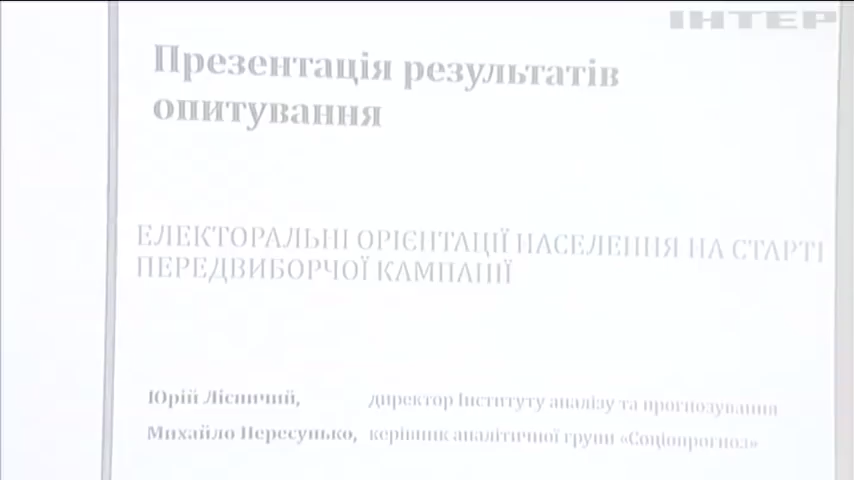 ІНТЕР
Презентація результатів
опитування
ЕЛЕКТОРАЛЬНІ ОРІЄНТАЦІЇ НАСЕЛЕННЯ НА СТАРТІ
ПЕРЕДВИБОРЧОЇ КАМПАНІЇ
Юрій Лісничий, директор Інституту аналізу та прогнозування
Михайло Пересунько, керівник аналітичної групи «Соціопрогноз»